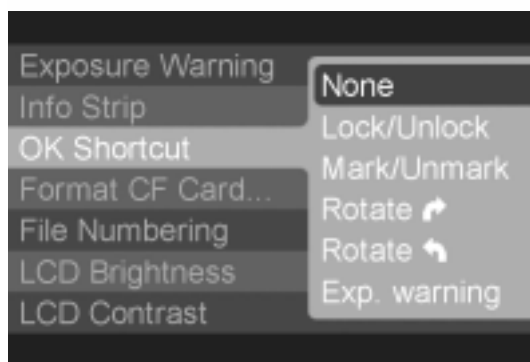 Exposure Warning
Info Strip
OK Shortcut
Format CF Card...
File Numbering
LCD Brightness
LCD Contrast
None
Lock/Unlock
Mark/Unmark
Rotate
Rotate
Exp. warning